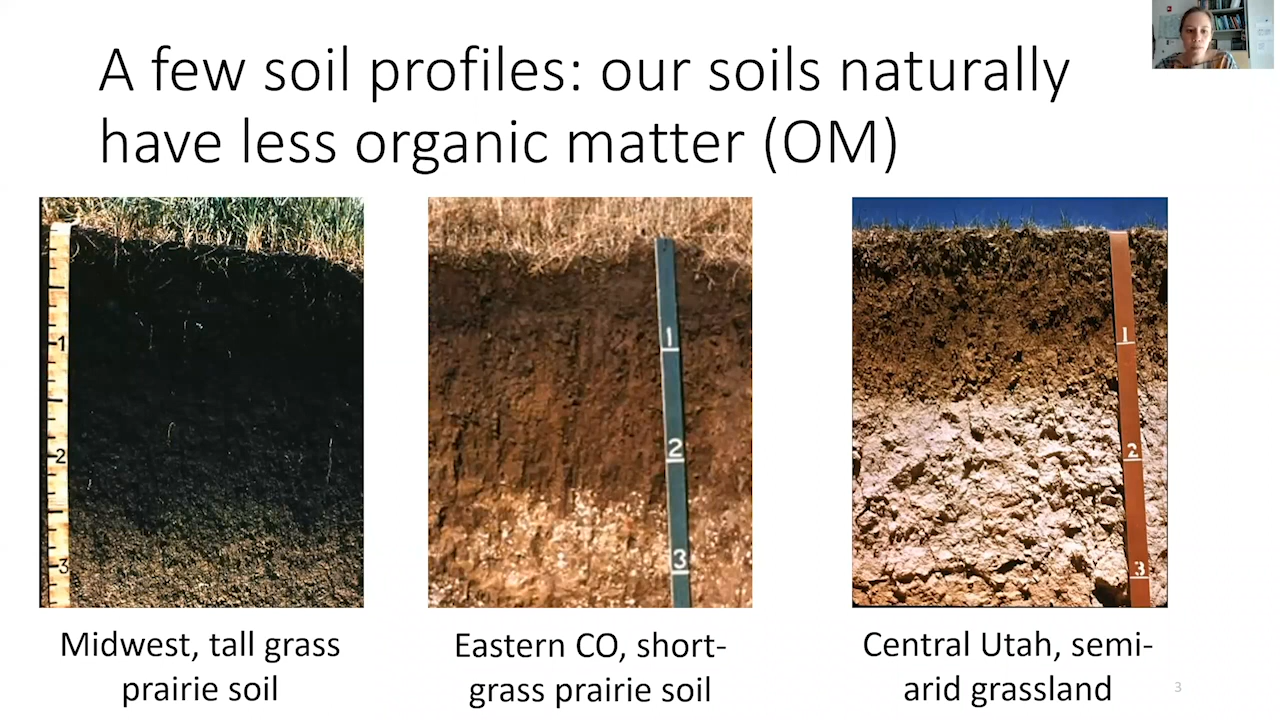 A few soil profiles: our soils naturally
have less organic matter (OM)
1
2
3
1
2
3
1
2
3
Midwest, tall grass
prairie soil
Eastern CO, short-
grass prairie soil
Central Utah, semi-
arid grassland
3